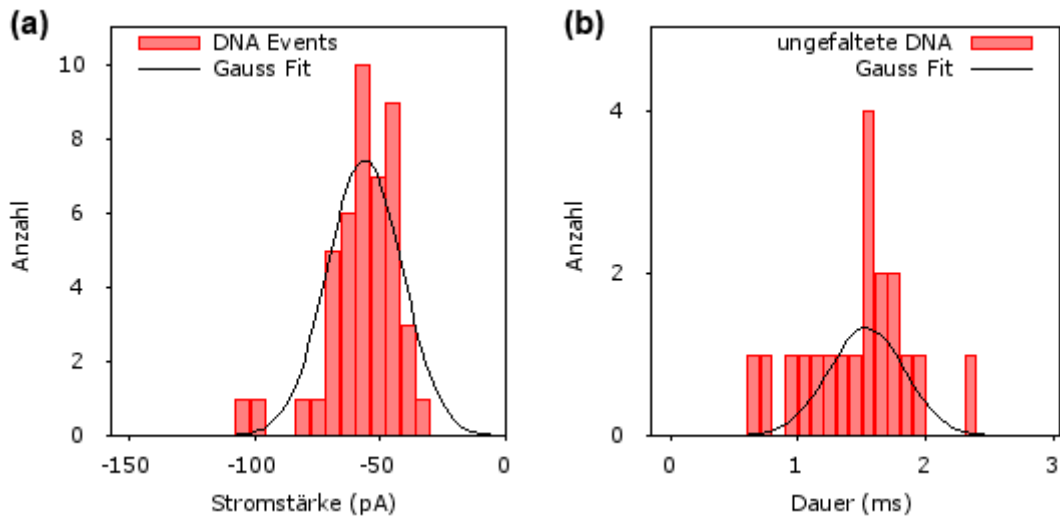 (a)
DNA Events
Gauss Fit
10
8
6
4
2
0
Anzahl
-150
-100
-50
0
Stromstärke (pA)
(b)
ungefaltete DNA
Gauss Fit
4
2
0
Anzahl
0
1
2
3
Dauer (ms)